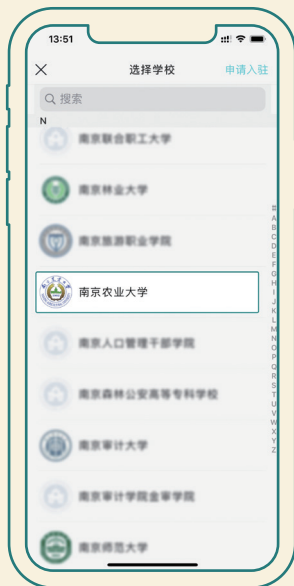 13:51
选择学校
申请入驻
搜索
N
南京联合职工大学
南京林业大学
南京旅游职业学院
南京农业大学
南京人口管理干部学院
南京森林公安高等专科学校
南京审计大学
南京审计学院金审学院
南京师范大学
#
A
B
C
D
E
F
G
H
I
J
K
L
M
N
O
P
Q
R
S
T
U
V
W
X
Y
Z